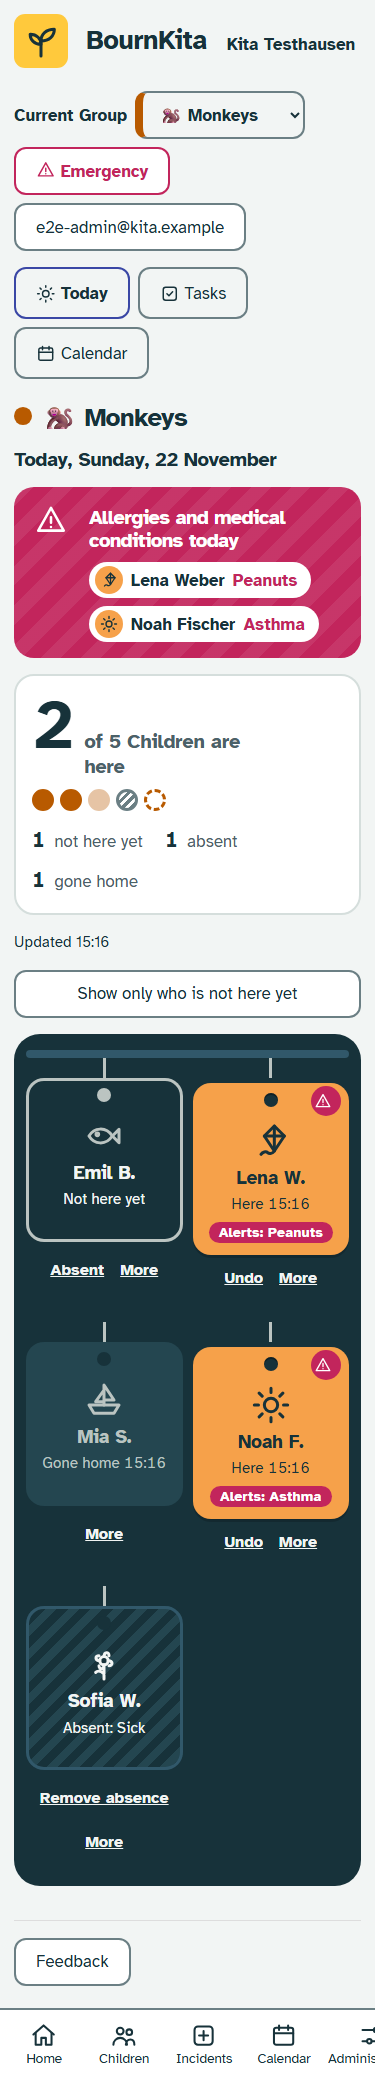 BournKita
Kita Testhausen
Current Group
Monkeys
Emergency
e2e-admin@kita.example
Today
Tasks
Calendar
Monkeys
Today, Sunday, 22 November
Allergies and medical
conditions today
Lena Weber Peanuts
Noah Fischer Asthma
2 of 5 Children are
here
1 not here yet 1 absent
1 gone home
Updated 15:16
Show only who is not here yet
Emil B.
Not here yet
Absent More
Lena W.
Here 15:16
Alerts: Peanuts
Undo More
Mia S.
Gone home 15:16
More
Noah F.
Here 15:16
Alerts: Asthma
Undo More
Sofia W.
Absent: Sick
Remove absence
More
Feedback
Home
Children
Incidents
Calendar
Adminis